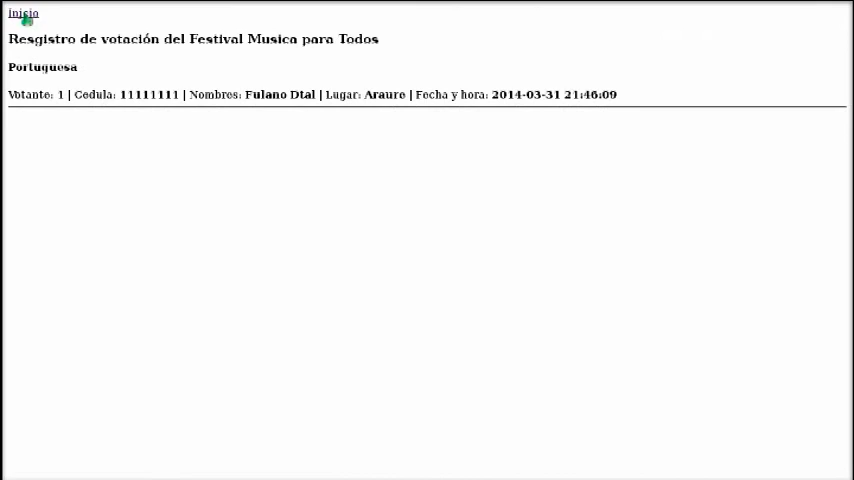 inicio
Resgistro de votación del Festival Musica para Todos
Portuguesa
Votante: 1 | Cedula: 11111111 | Nombres: Fulano Dtal | Lugar: Araure | Fecha y hora: 2014-03-31 21:46:09